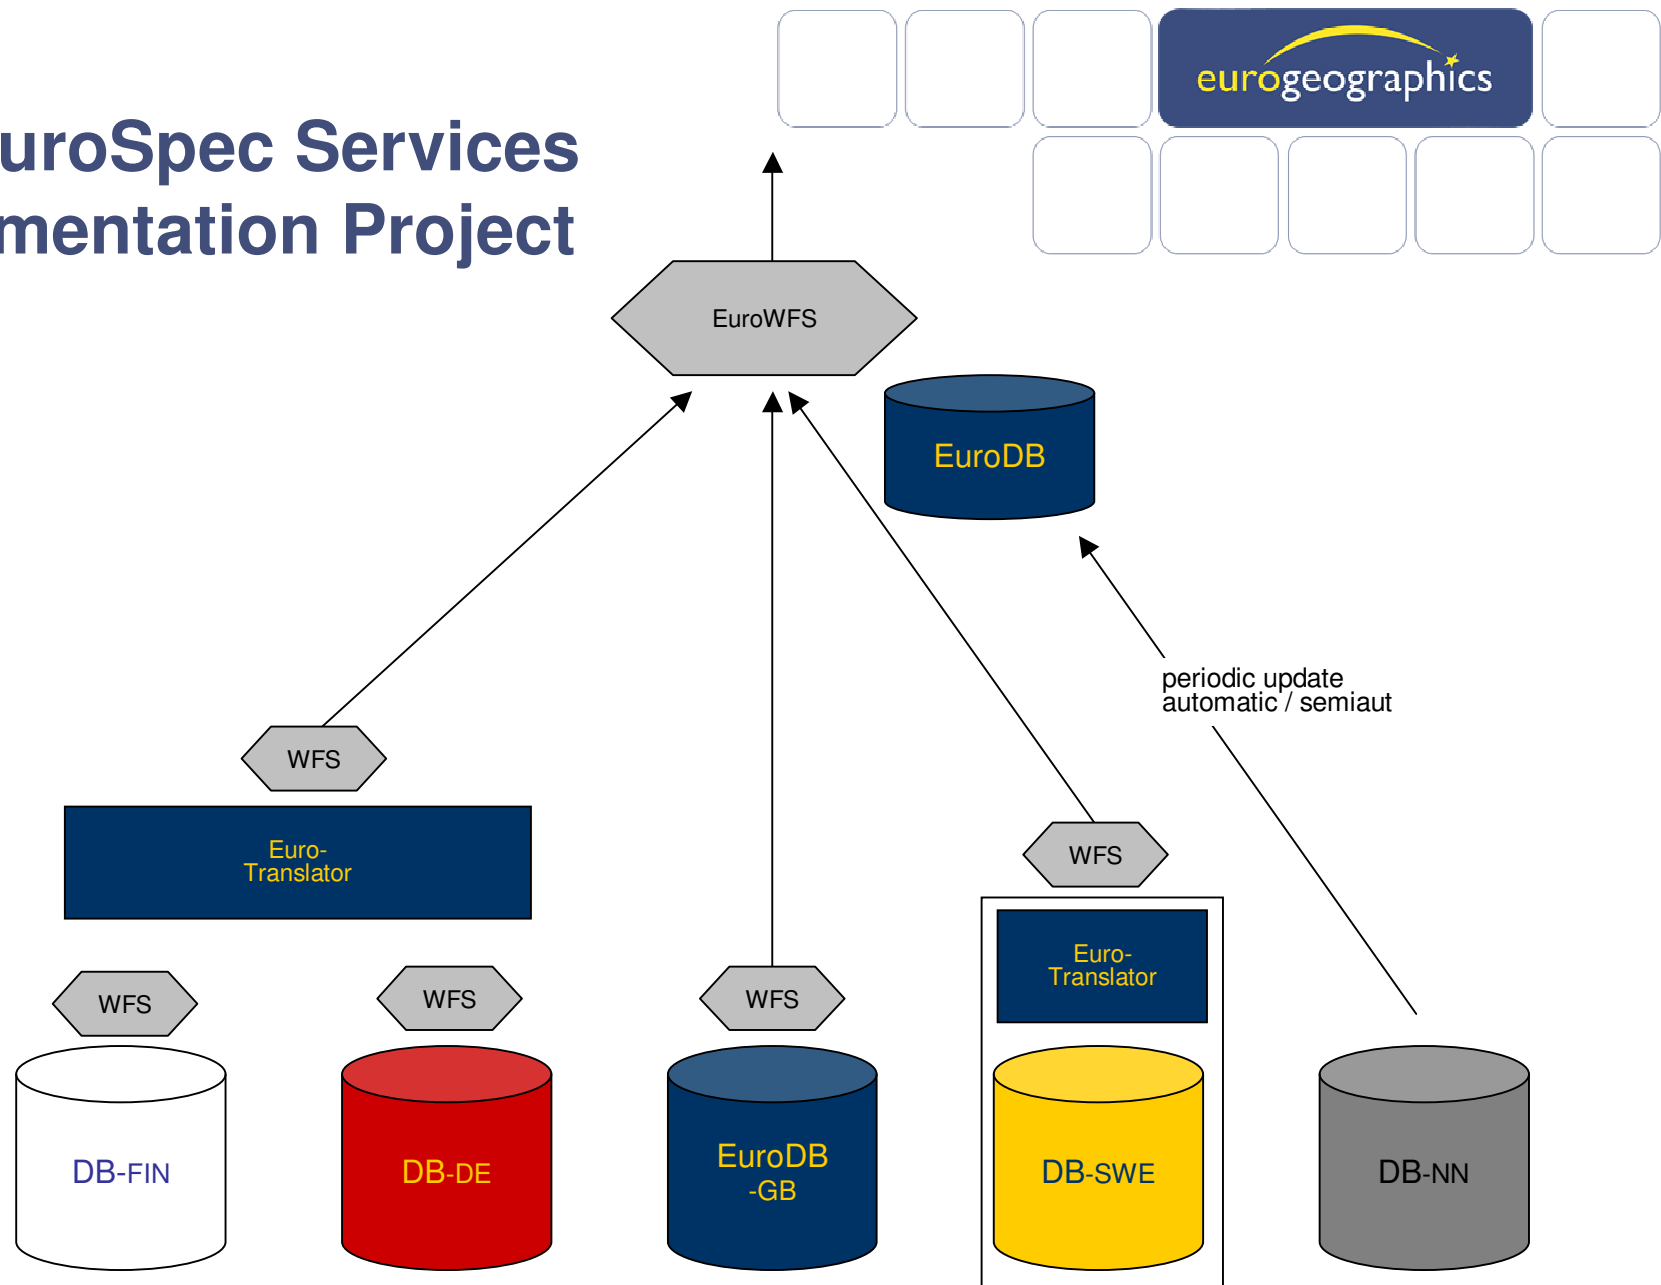 eurogeographics
uroSpec Services
mentation Project
EuroWFS
EuroDB
periodic update
automatic / semiaut
WFS
Euro-
Translator
WFS
Euro-
Translator
WFS
WFS
WFS
DB-FIN
DB-DE
EuroDB
-GB
DB-SWE
DB-NN